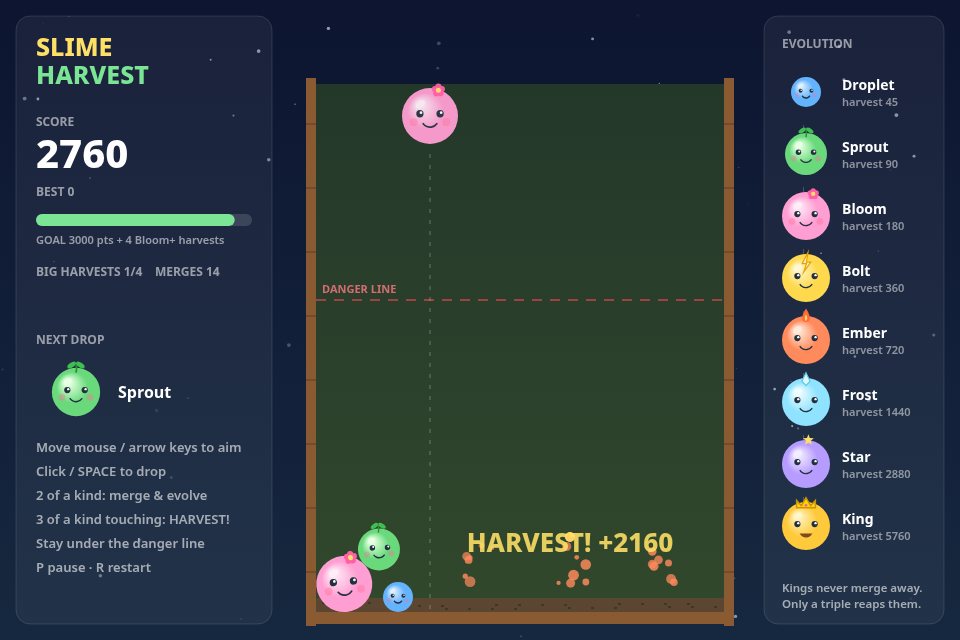 SLIME
HARVEST
SCORE
2760
BEST 0
GOAL 3000 pts + 4 Bloom+ harvests
BIG HARVESTS 1/4 MERGES 14
NEXT DROP
Sprout
Move mouse / arrow keys to aim
Click / SPACE to drop
2 of a kind: merge & evolve
3 of a kind touching: HARVEST!
Stay under the danger line
P pause · R restart
DANGER LINE
HARVEST! +2160
EVOLUTION
Droplet
harvest 45
Sprout
harvest 90
Bloom
harvest 180
Bolt
harvest 360
Ember
harvest 720
Frost
harvest 1440
Star
harvest 2880
King
harvest 5760
Kings never merge away.
Only a triple reaps them.